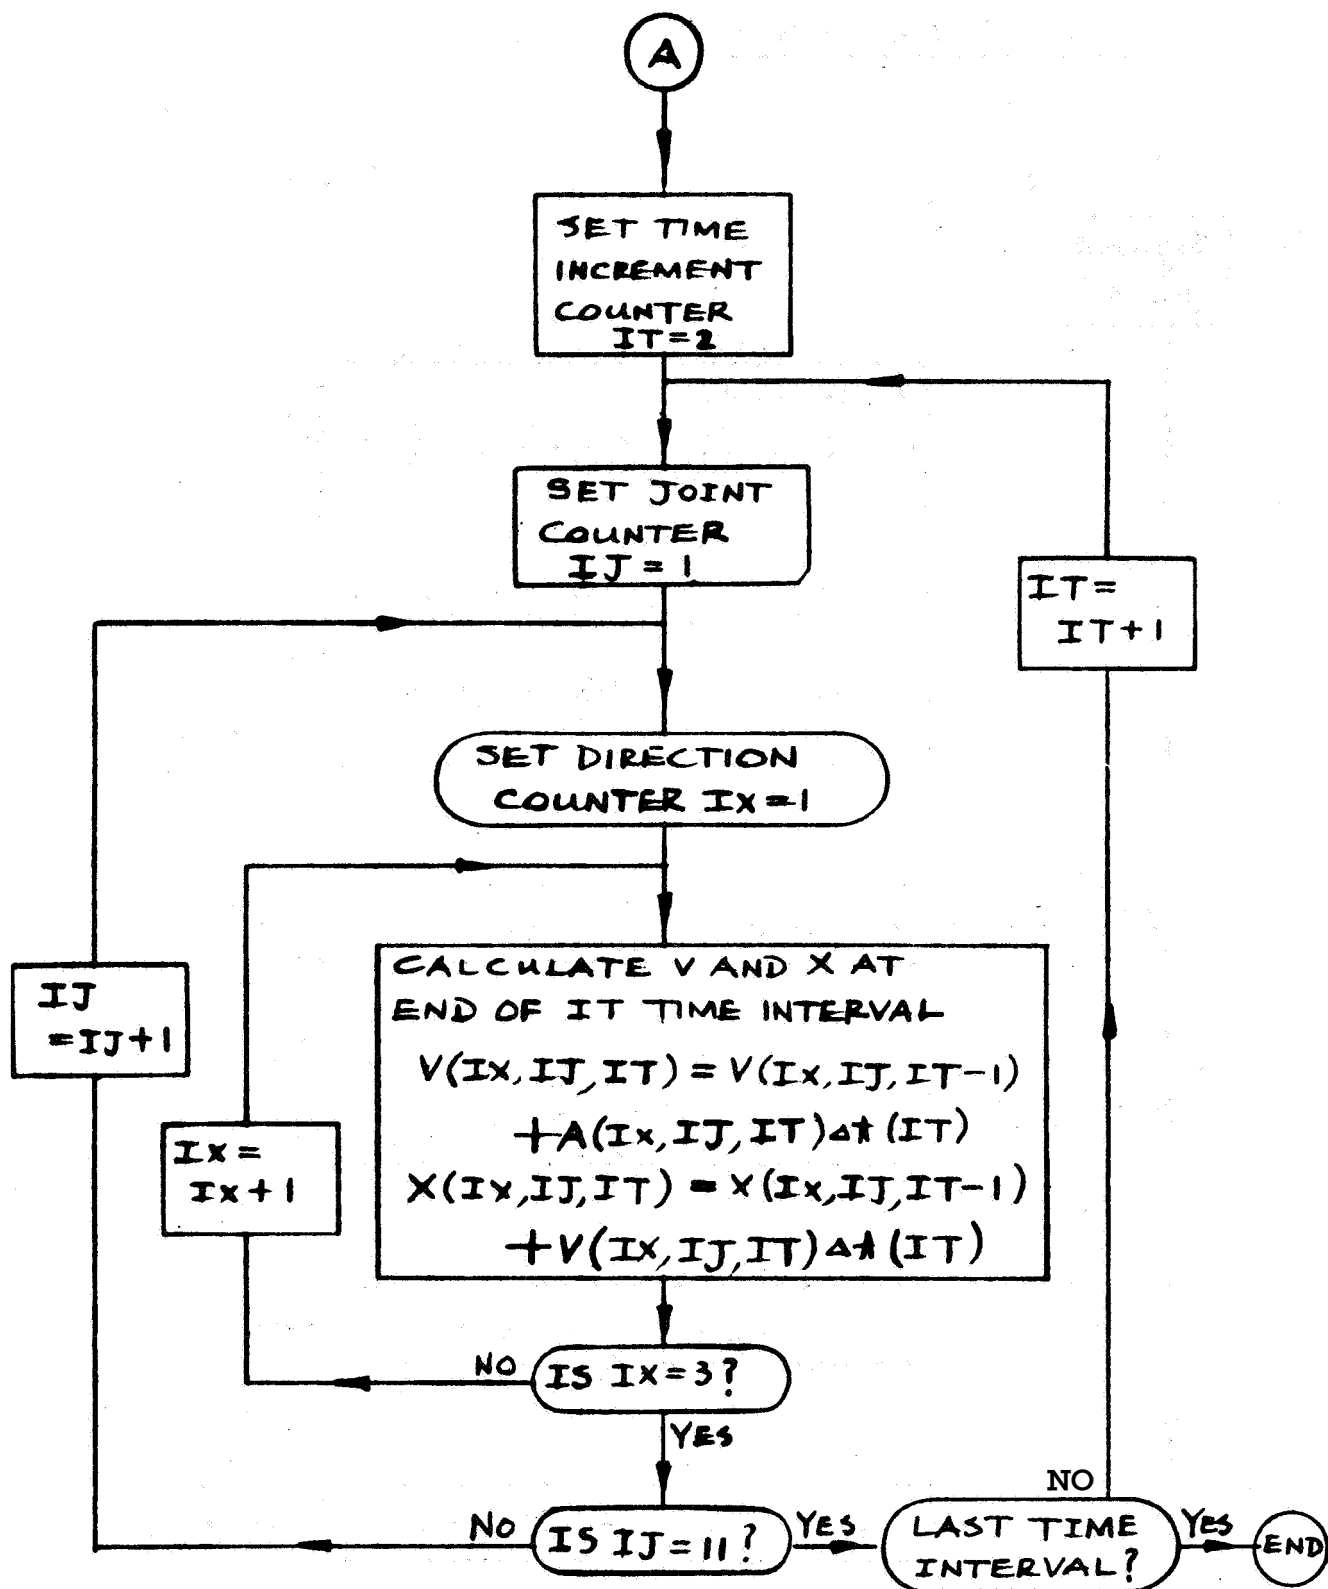 A
SET TIME
INCREMENT
COUNTER
IT=2
SET JOINT
COUNTER
IJ=1
IT=
IT+1
SET DIRECTION
COUNTER IX=1
CALCULATE V AND X AT
END OF IT TIME INTERVAL
V(IX,IJ,IT)=V(IX,IJ,IT-1)
+A(IX,IJ,IT)Δt(IT)
X(IX,IJ,IT)=X(IX,IJ,IT-1)
+V(IX,IJ,IT)Δt(IT)
IJ
=IJ+1
IX=
IX+1
NO
IS IX=3?
YES
NO
IS IJ=11?
YES
NO
LAST TIME
INTERVAL?
YES
END